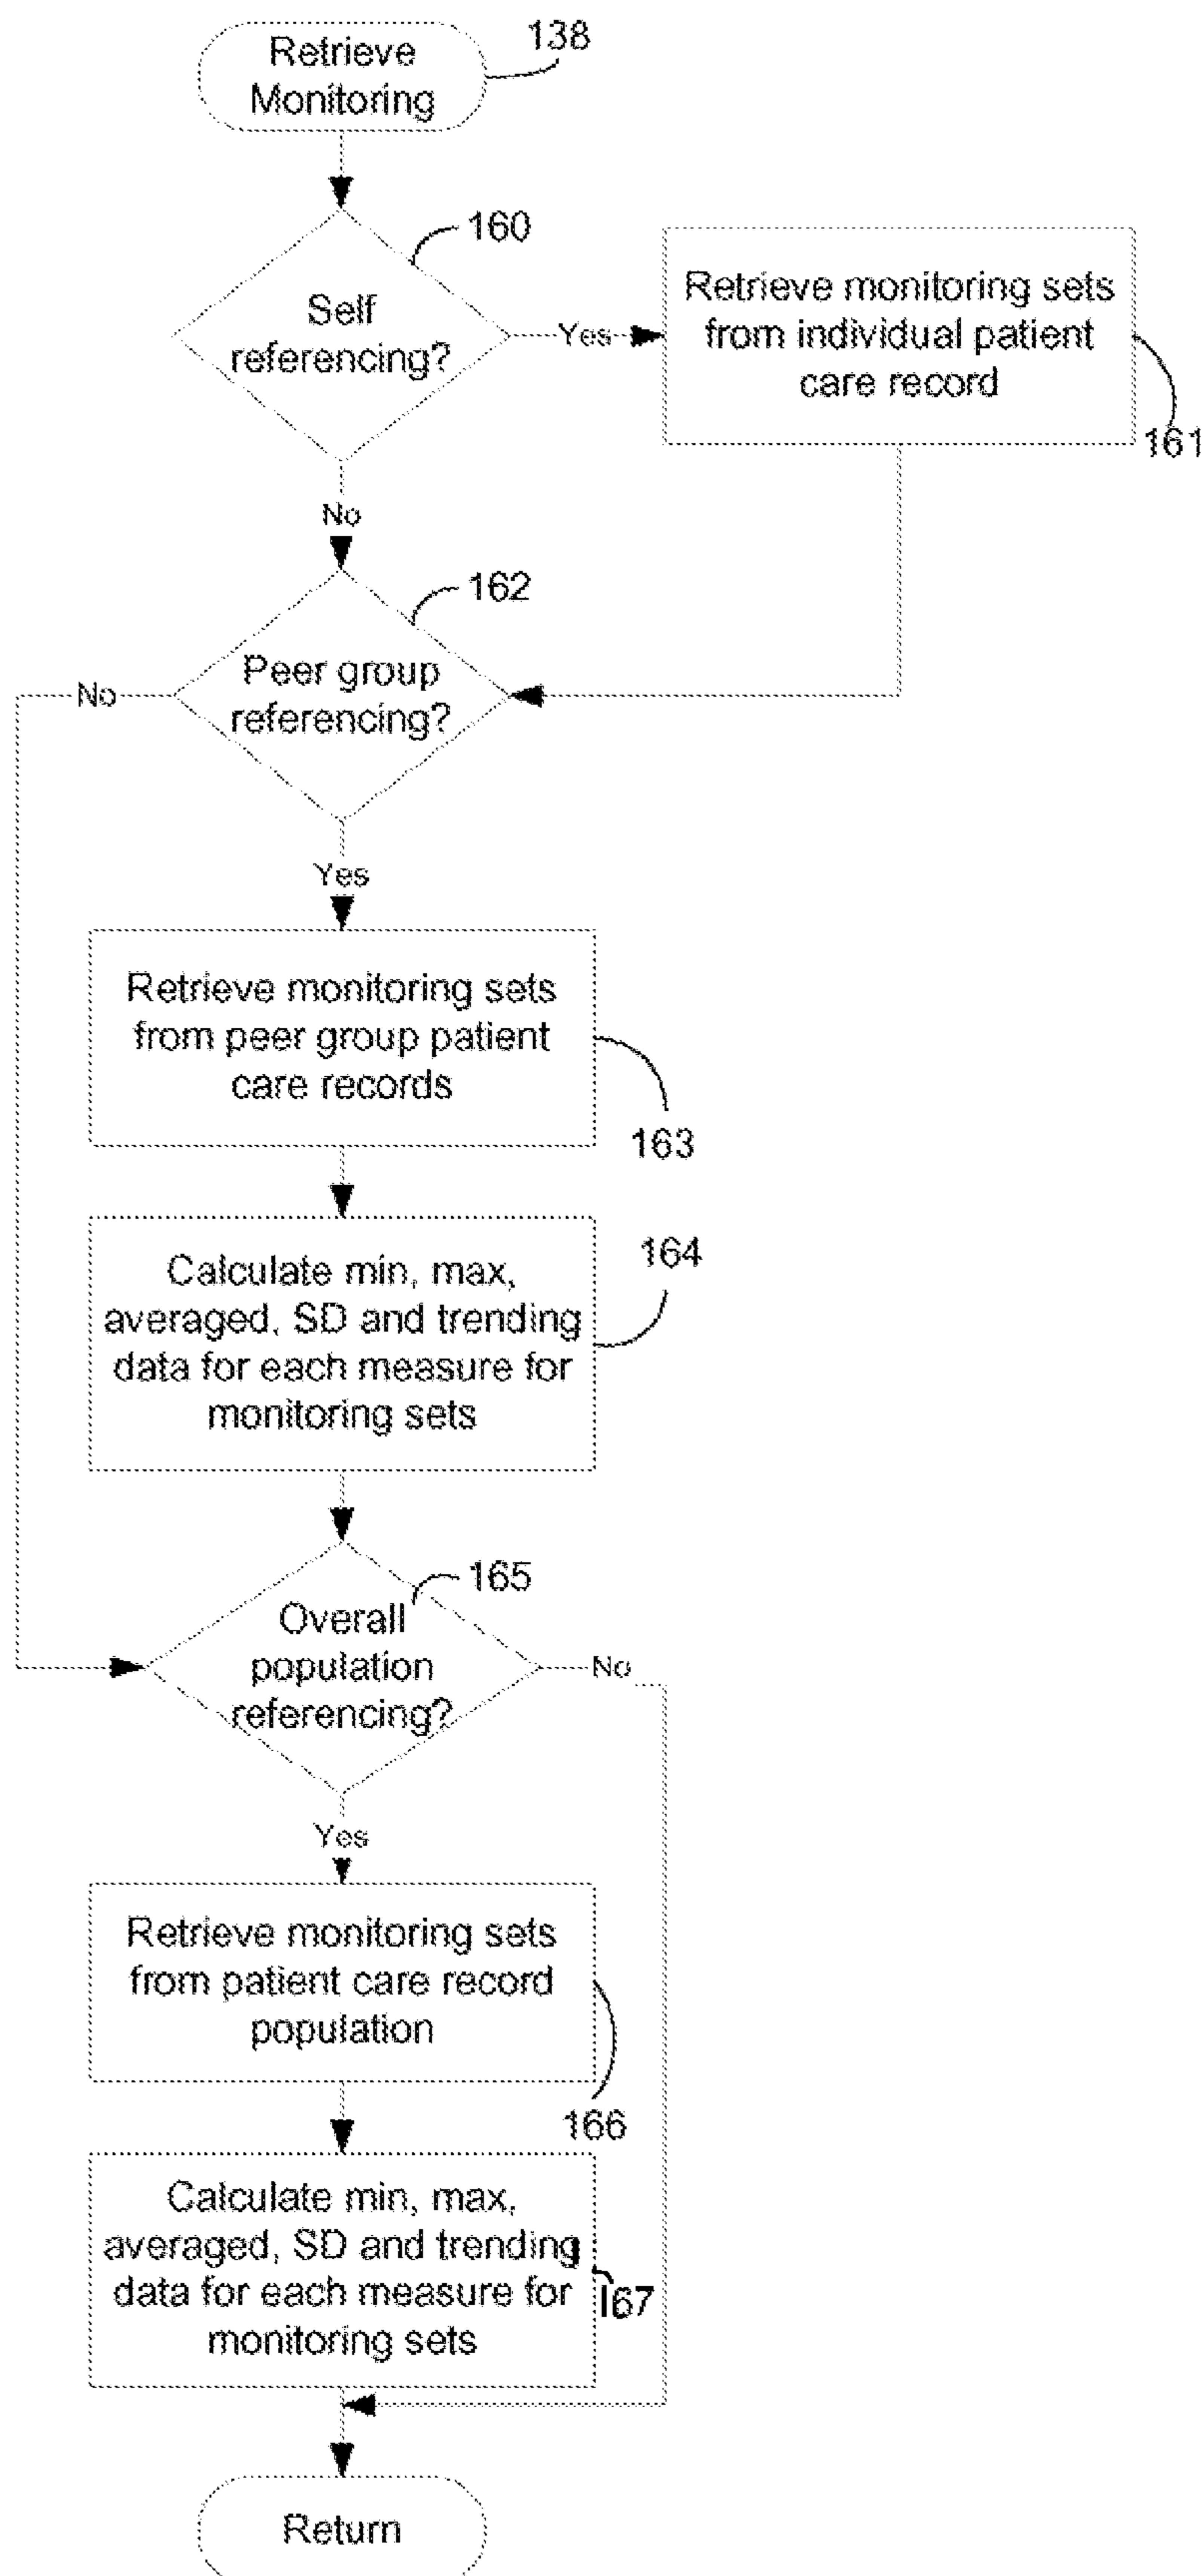 Retrieve
Monitoring
138
160
Self
referencing?
Yes
Retrieve monitoring sets
from individual patient
care record
161
No
162
Peer group
referencing?
No
Yes
Retrieve monitoring sets
from peer group patient
care records
163
Calculate min, max,
averaged, SD and trending
data for each measure for
monitoring sets
164
165
Overall
population
referencing?
No
Yes
Retrieve monitoring sets
from patient care record
population
166
Calculate min, max,
averaged, SD and trending
data for each measure for
monitoring sets
167
Return